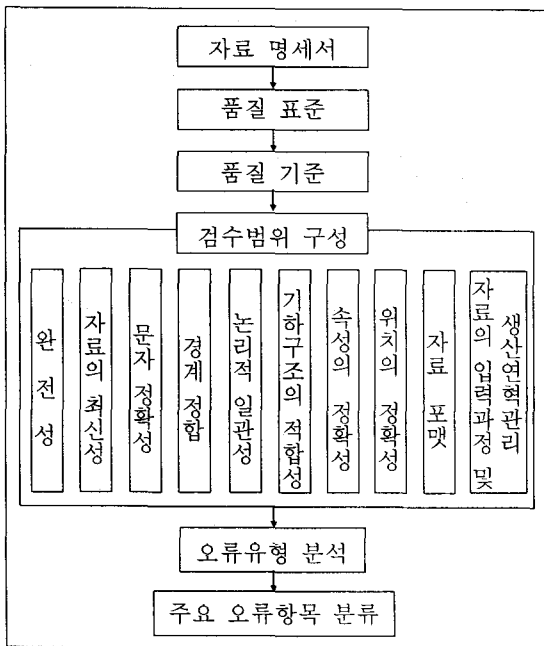 자료 명세서
품질 표준
품질 기준
검수범위 구성
완전성
자료의 최신성
문자 정확성
경계 정합
논리적 일관성
기하구조의 적합성
속성의 정확성
위치의 정확성
자료 포맷
자료의 입력과정 및
생산연혁관리
오류유형 분석
주요 오류항목 분류